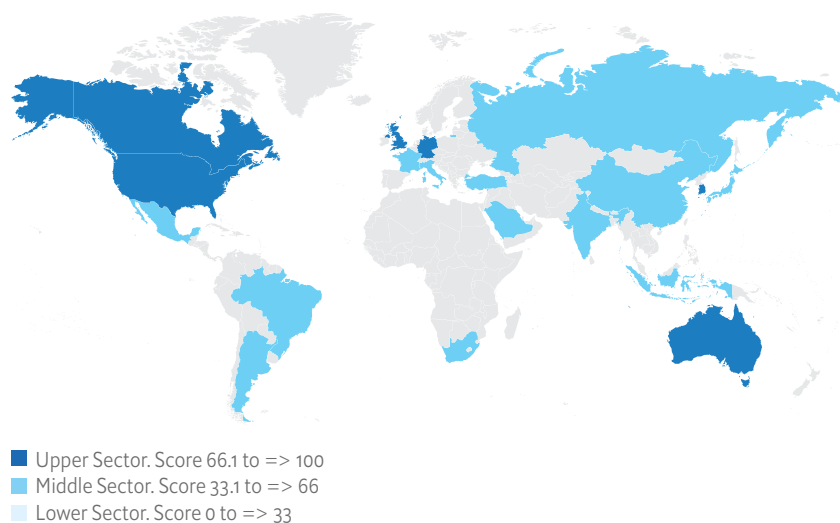 Upper Sector. Score 66.1 to => 100
Middle Sector. Score 33.1 to => 66
Lower Sector. Score 0 to => 33